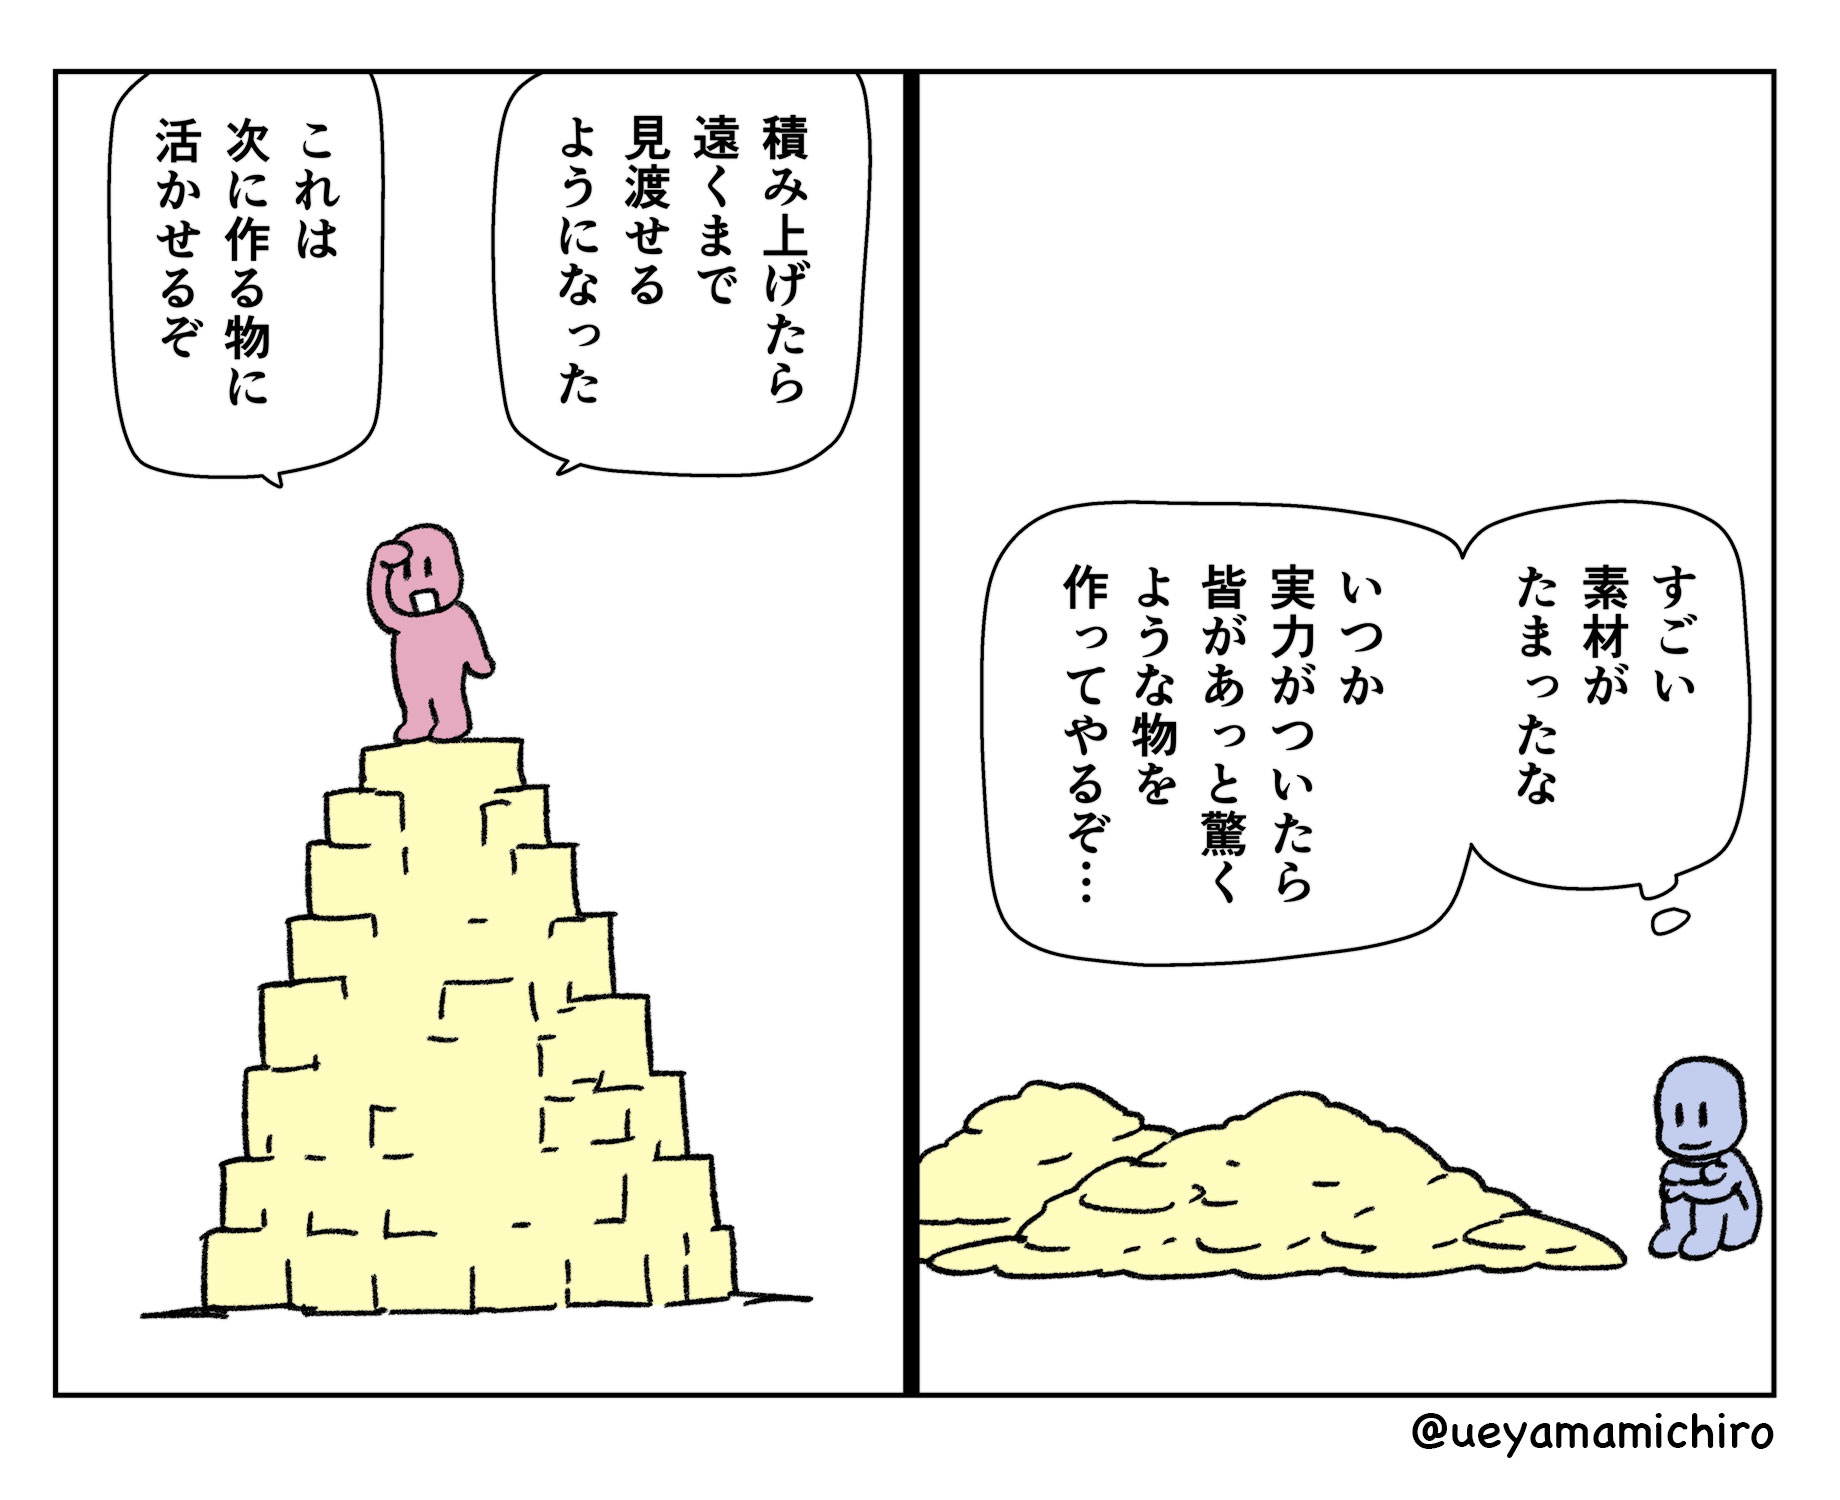 すごい
素材が
たまったな
いつか
実力がついたら
皆があっと驚く
ような物を
作ってやるぞ…
積み上げたら
遠くまで
見渡せる
ようになった
これは
次に作る物に
活かせるぞ
@ueyamamichiro